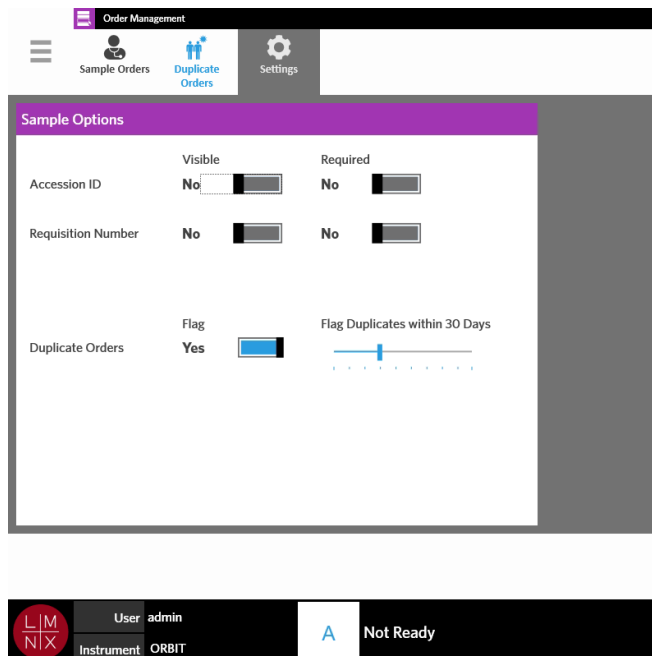 Order Management
Sample Orders
Duplicate
Orders
Settings
Sample Options
Visible Required
Accession ID No No
Requisition Number No No
Flag Flag Duplicates within 30 Days
Duplicate Orders Yes
L M
N X
User admin
Instrument ORBIT
A Not Ready